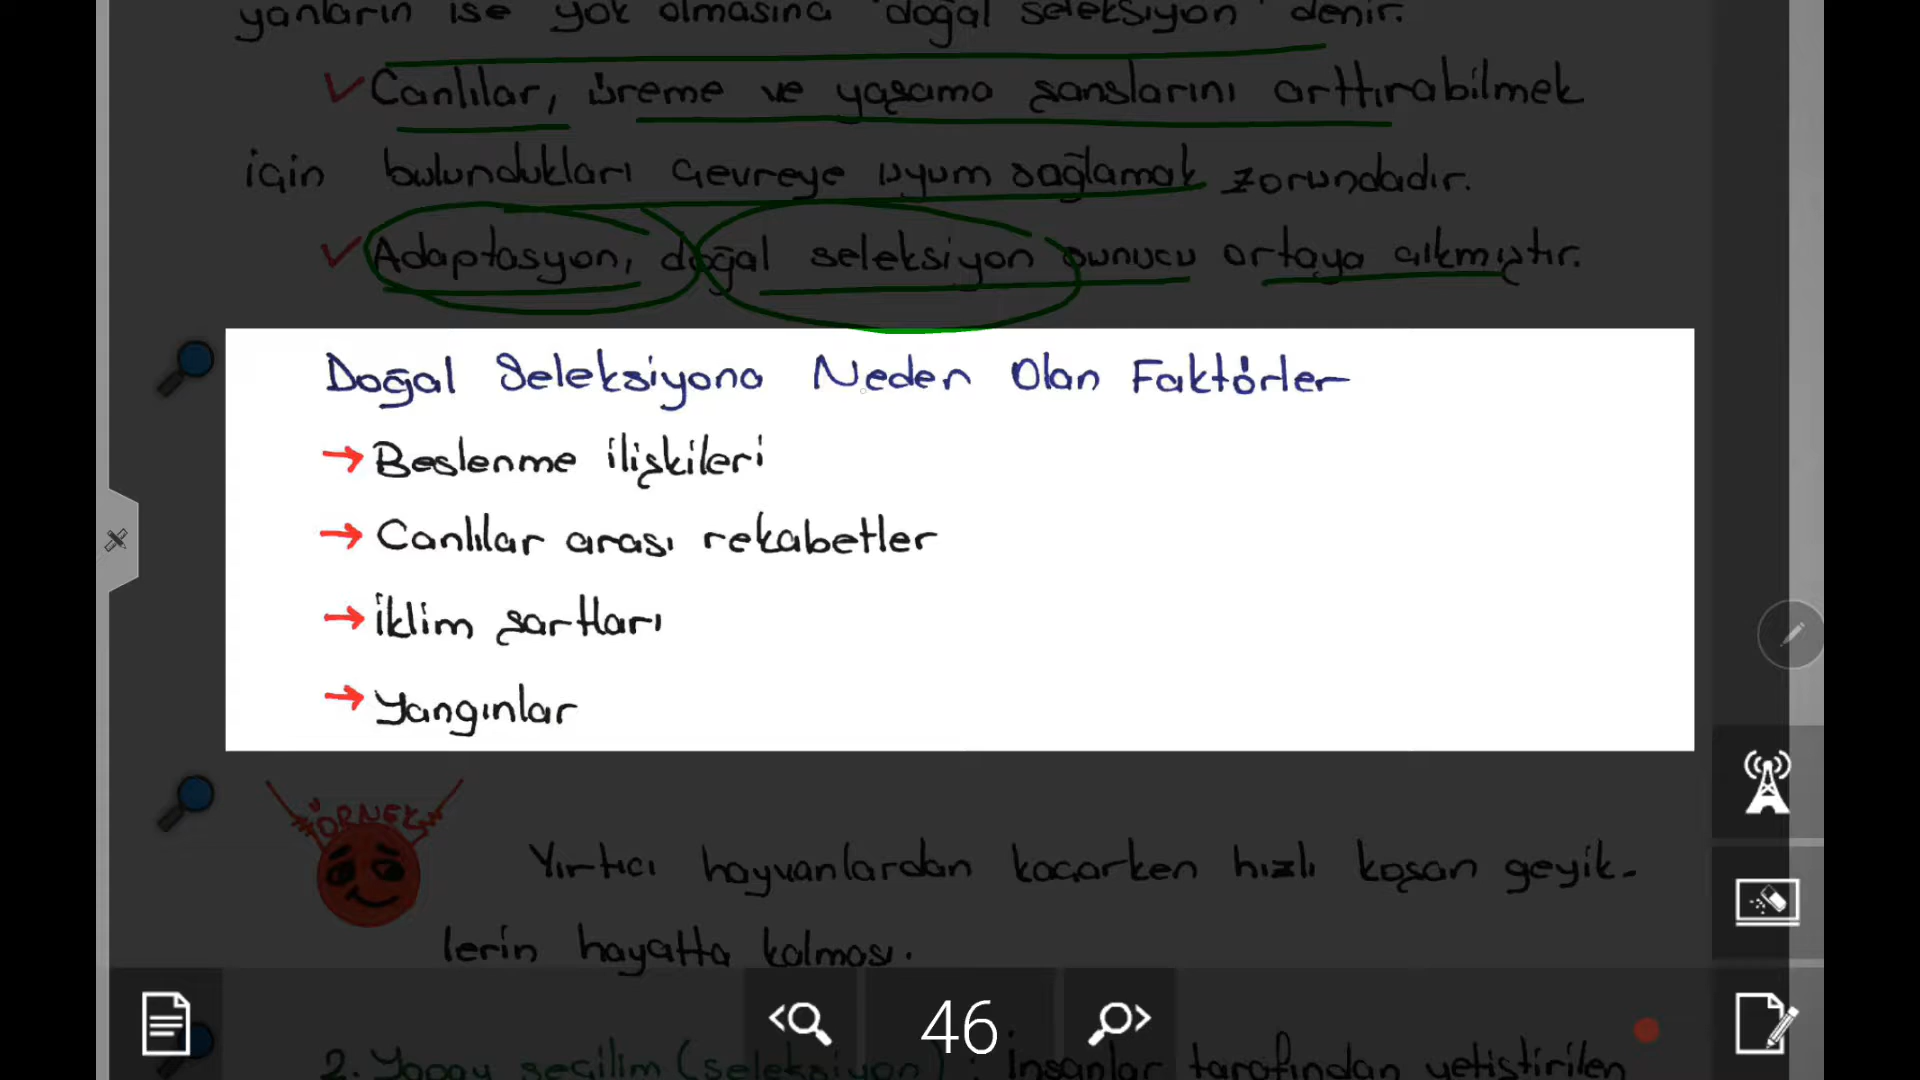 yanların ise yok olmasına "doğal seleksiyon" denir.
✓ Canlılar, üreme ve yaşama şanslarını arttırabilmek
için bulundukları çevreye uyum sağlamak zorundadır.
✓ Adaptasyon, doğal seleksiyon sonucu ortaya çıkmıştır.
Doğal Seleksiyona Neden Olan Faktörler
→ Beslenme ilişkileri
→ Canlılar arası rekabetler
→ İklim şartları
→ Yangınlar
ÖRNEK
Yırtıcı hayvanlardan kaçarken hızlı koşan geyik-
lerin hayatta kalması.
46
2. Yapay seçilim (seleksiyon) : İnsanlar tarafından yetiştirilen